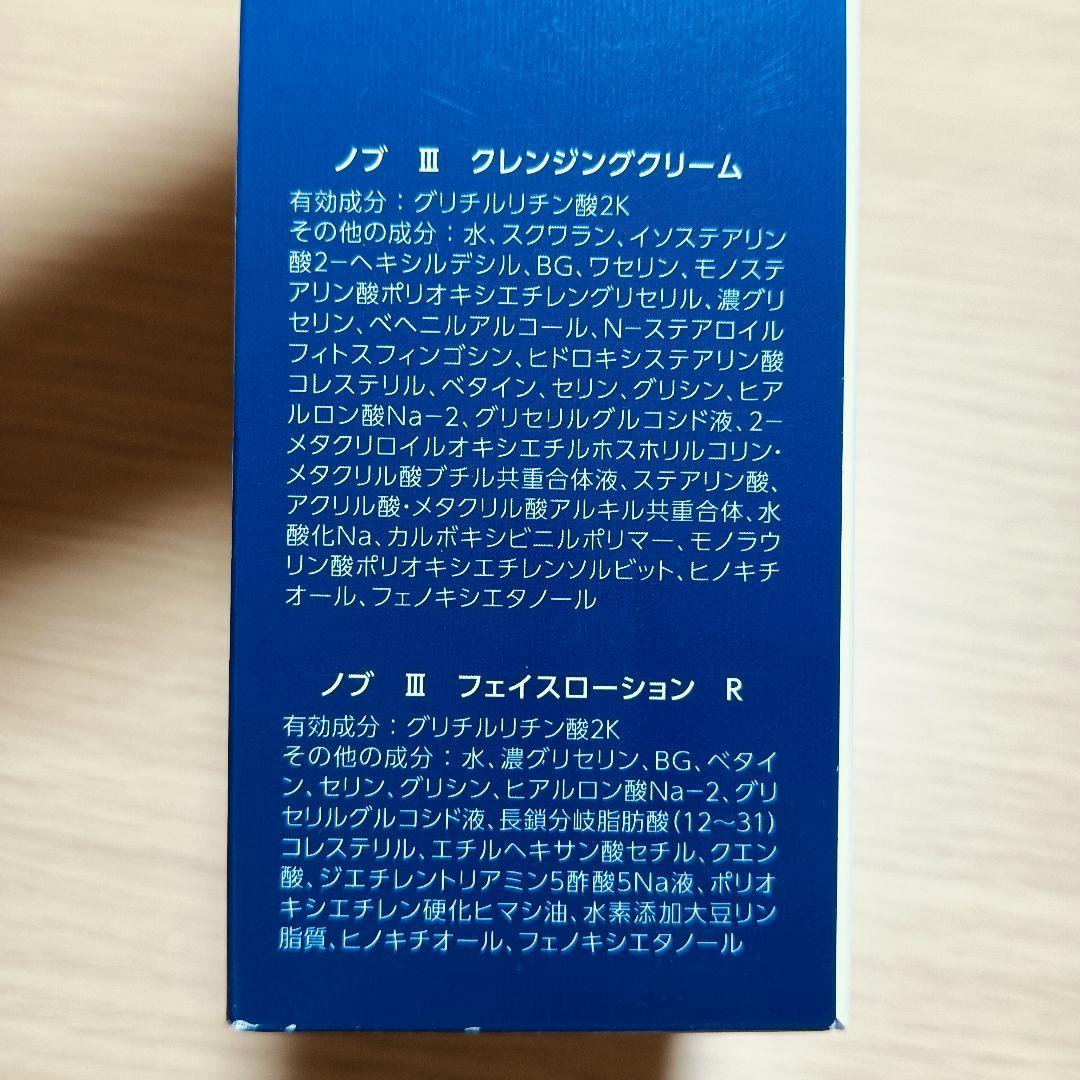 ノブ Ⅲ クレンジングクリーム
有効成分：グリチルリチン酸2K
その他の成分：水、スクワラン、イソステアリン
酸2−ヘキシルデシル、BG、ワセリン、モノステ
アリン酸ポリオキシエチレングリセリル、濃グリ
セリン、ベヘニルアルコール、N−ステアロイル
フィトスフィンゴシン、ヒドロキシステアリン酸
コレステリル、ベタイン、セリン、グリシン、ヒア
ルロン酸Na−2、グリセリルグルコシド液、2−
メタクリロイルオキシエチルホスホリルコリン・
メタクリル酸ブチル共重合体液、ステアリン酸、
アクリル酸・メタクリル酸アルキル共重合体、水
酸化Na、カルボキシビニルポリマー、モノラウ
リン酸ポリオキシエチレンソルビット、ヒノキチ
オール、フェノキシエタノール
ノブ Ⅲ フェイスローション R
有効成分：グリチルリチン酸2K
その他の成分：水、濃グリセリン、BG、ベタイ
ン、セリン、グリシン、ヒアルロン酸Na−2、グリ
セリルグルコシド液、長鎖分岐脂肪酸(12〜31)
コレステリル、エチルヘキサン酸セチル、クエン
酸、ジエチレントリアミン5酢酸5Na液、ポリオ
キシエチレン硬化ヒマシ油、水素添加大豆リン
脂質、ヒノキチオール、フェノキシエタノール